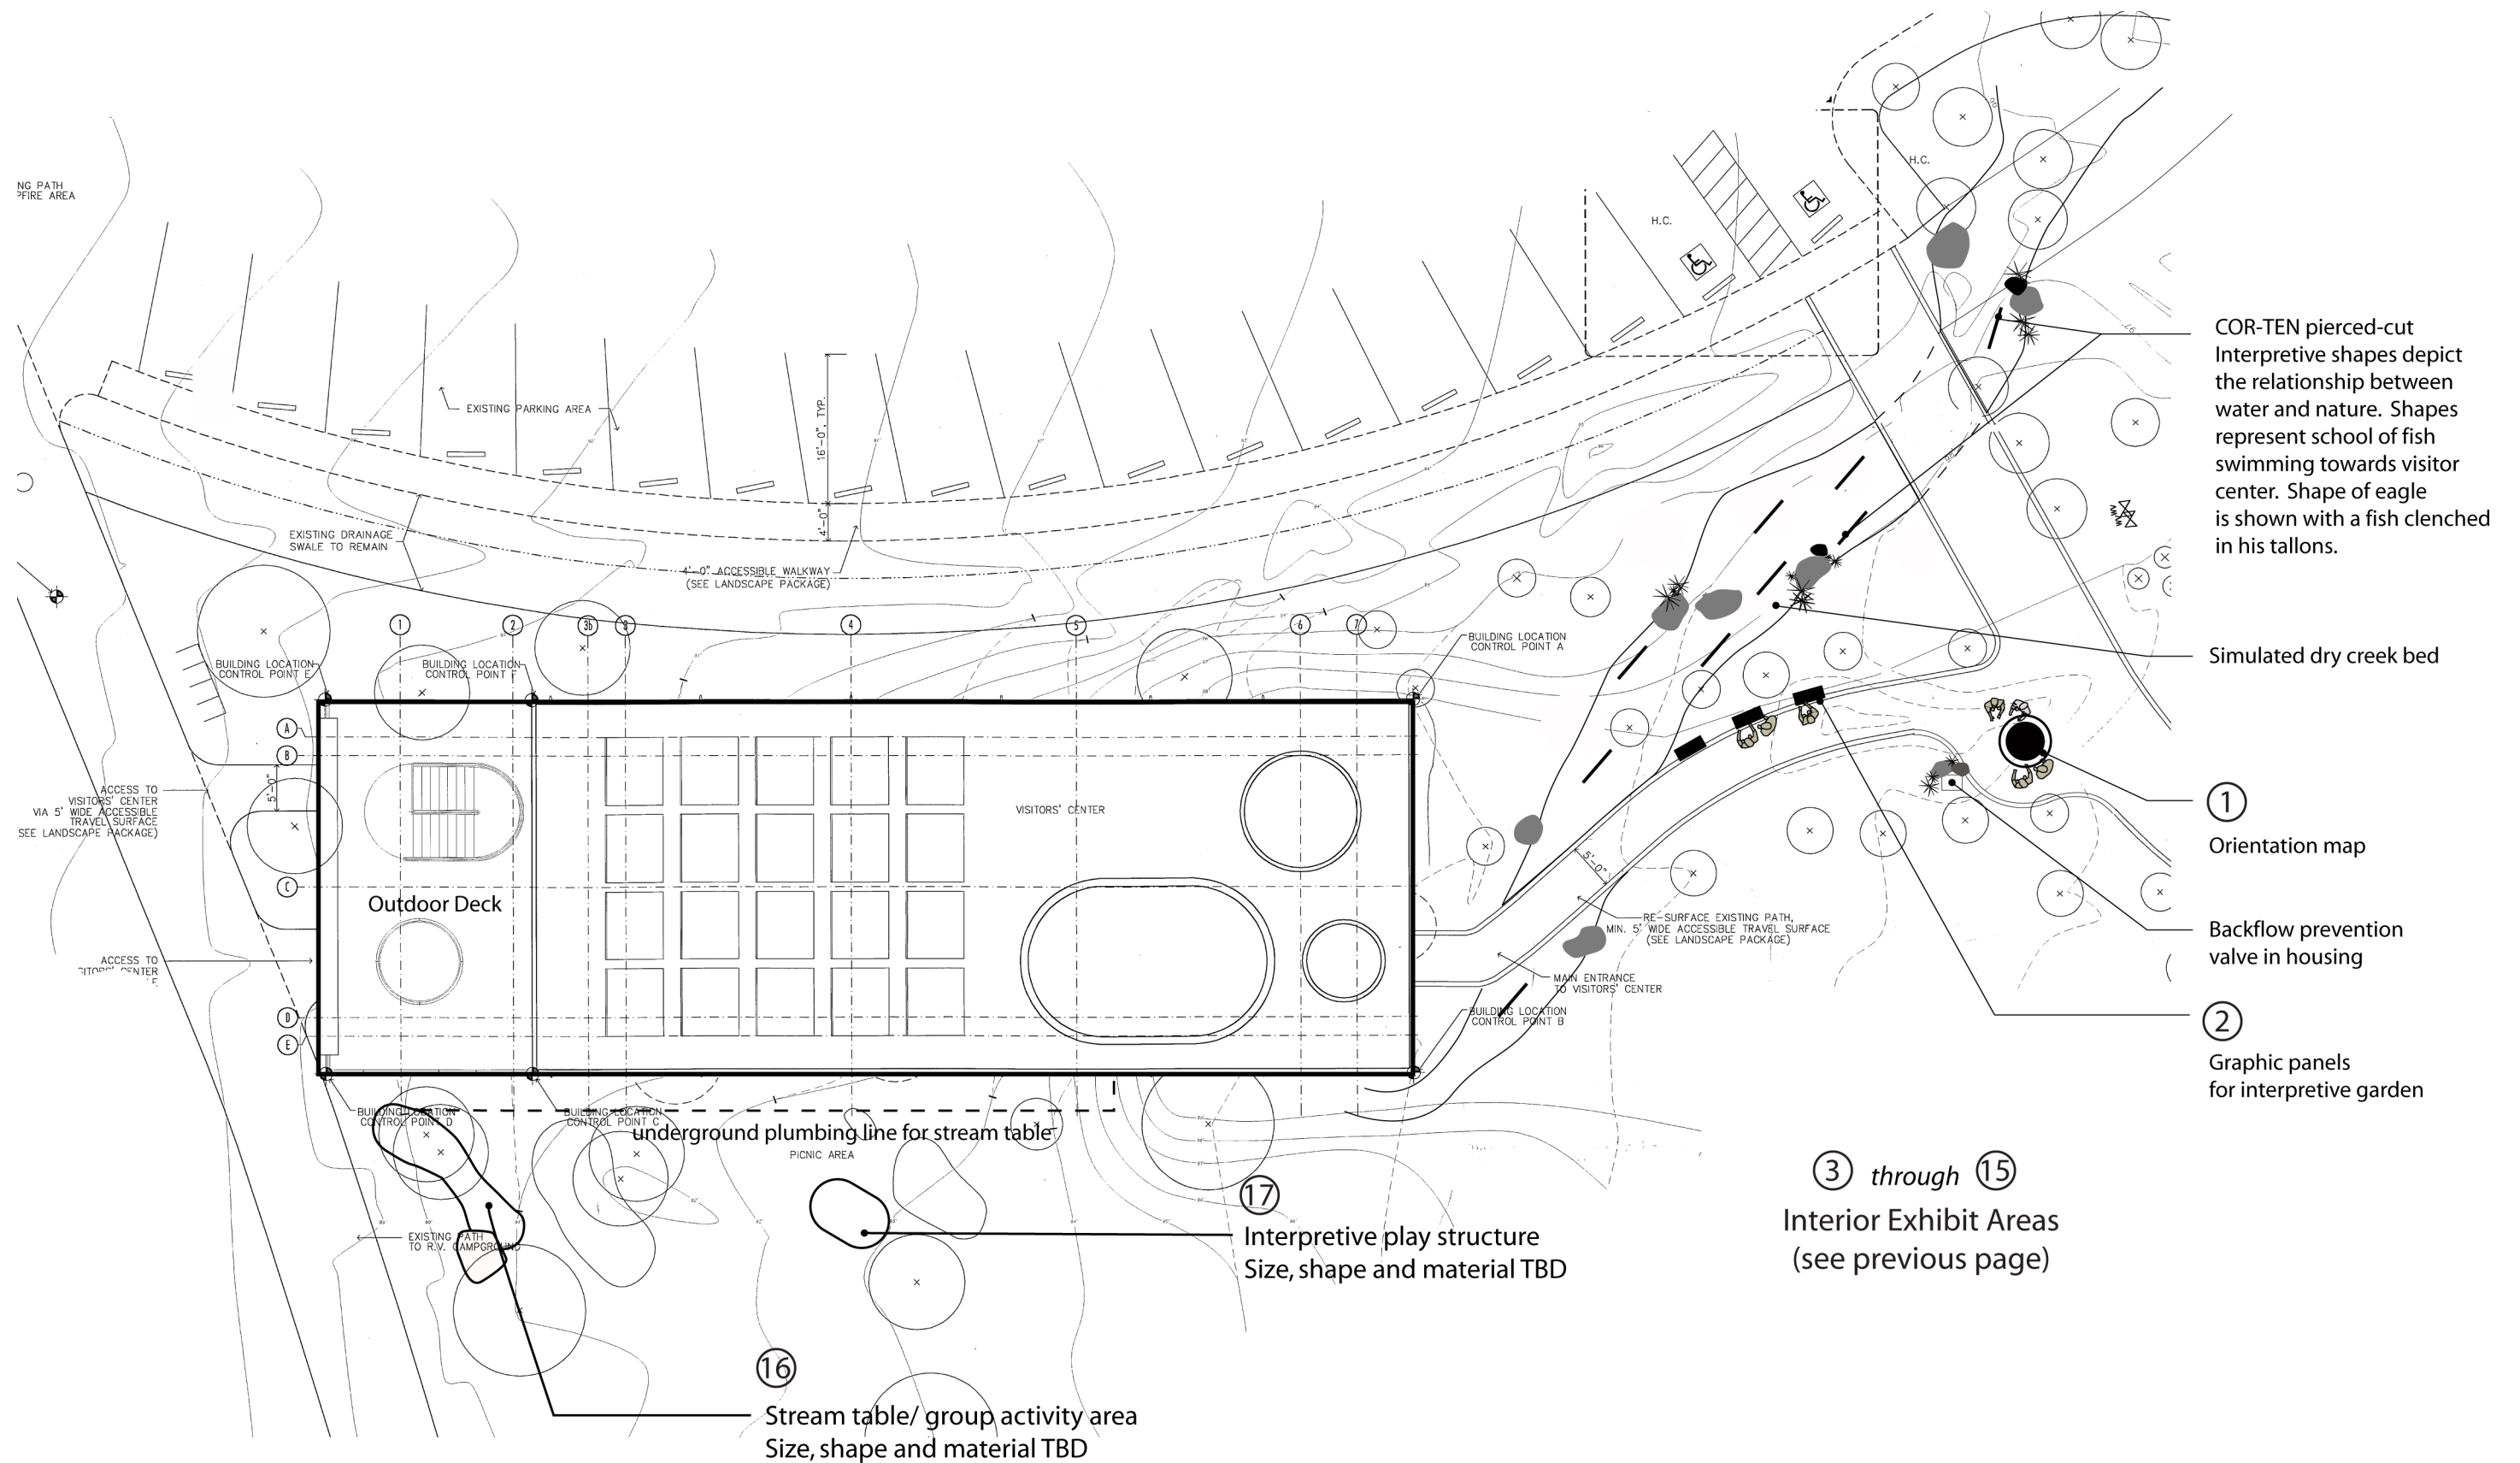 NG PATH
PFIRE AREA
H.C.
H.C.
COR-TEN pierced-cut
Interpretive shapes depict
the relationship between
water and nature. Shapes
represent school of fish
swimming towards visitor
center. Shape of eagle
is shown with a fish clenched
in his tallons.
EXISTING PARKING AREA
16'-0", TYP.
4'-0"
EXISTING DRAINAGE
SWALE TO REMAIN
4'-0" ACCESSIBLE WALKWAY
(SEE LANDSCAPE PACKAGE)
1
2
3b
3
4
5
6
7
BUILDING LOCATION
CONTROL POINT E
BUILDING LOCATION
CONTROL POINT F
BUILDING LOCATION
CONTROL POINT A
Simulated dry creek bed
A
B
C
D
E
5'-0"
ACCESS TO
VISITORS' CENTER
VIA 5' WIDE ACCESSIBLE
TRAVEL SURFACE
SEE LANDSCAPE PACKAGE)
VISITORS' CENTER
Outdoor Deck
ACCESS TO
1
Orientation map
5'-0"
RE-SURFACE EXISTING PATH,
MIN. 5' WIDE ACCESSIBLE TRAVEL SURFACE
(SEE LANDSCAPE PACKAGE)
MAIN ENTRANCE
TO VISITORS' CENTER
BUILDING LOCATION
CONTROL POINT B
Backflow prevention
valve in housing
2
Graphic panels
for interpretive garden
BUILDING LOCATION
CONTROL POINT D
BUILDING LOCATION
CONTROL POINT C
underground plumbing line for stream table
PICNIC AREA
EXISTING PATH
TO R.V. CAMPGROUND
17
Interpretive play structure
Size, shape and material TBD
3 through 15
Interior Exhibit Areas
(see previous page)
16
Stream table/ group activity area
Size, shape and material TBD